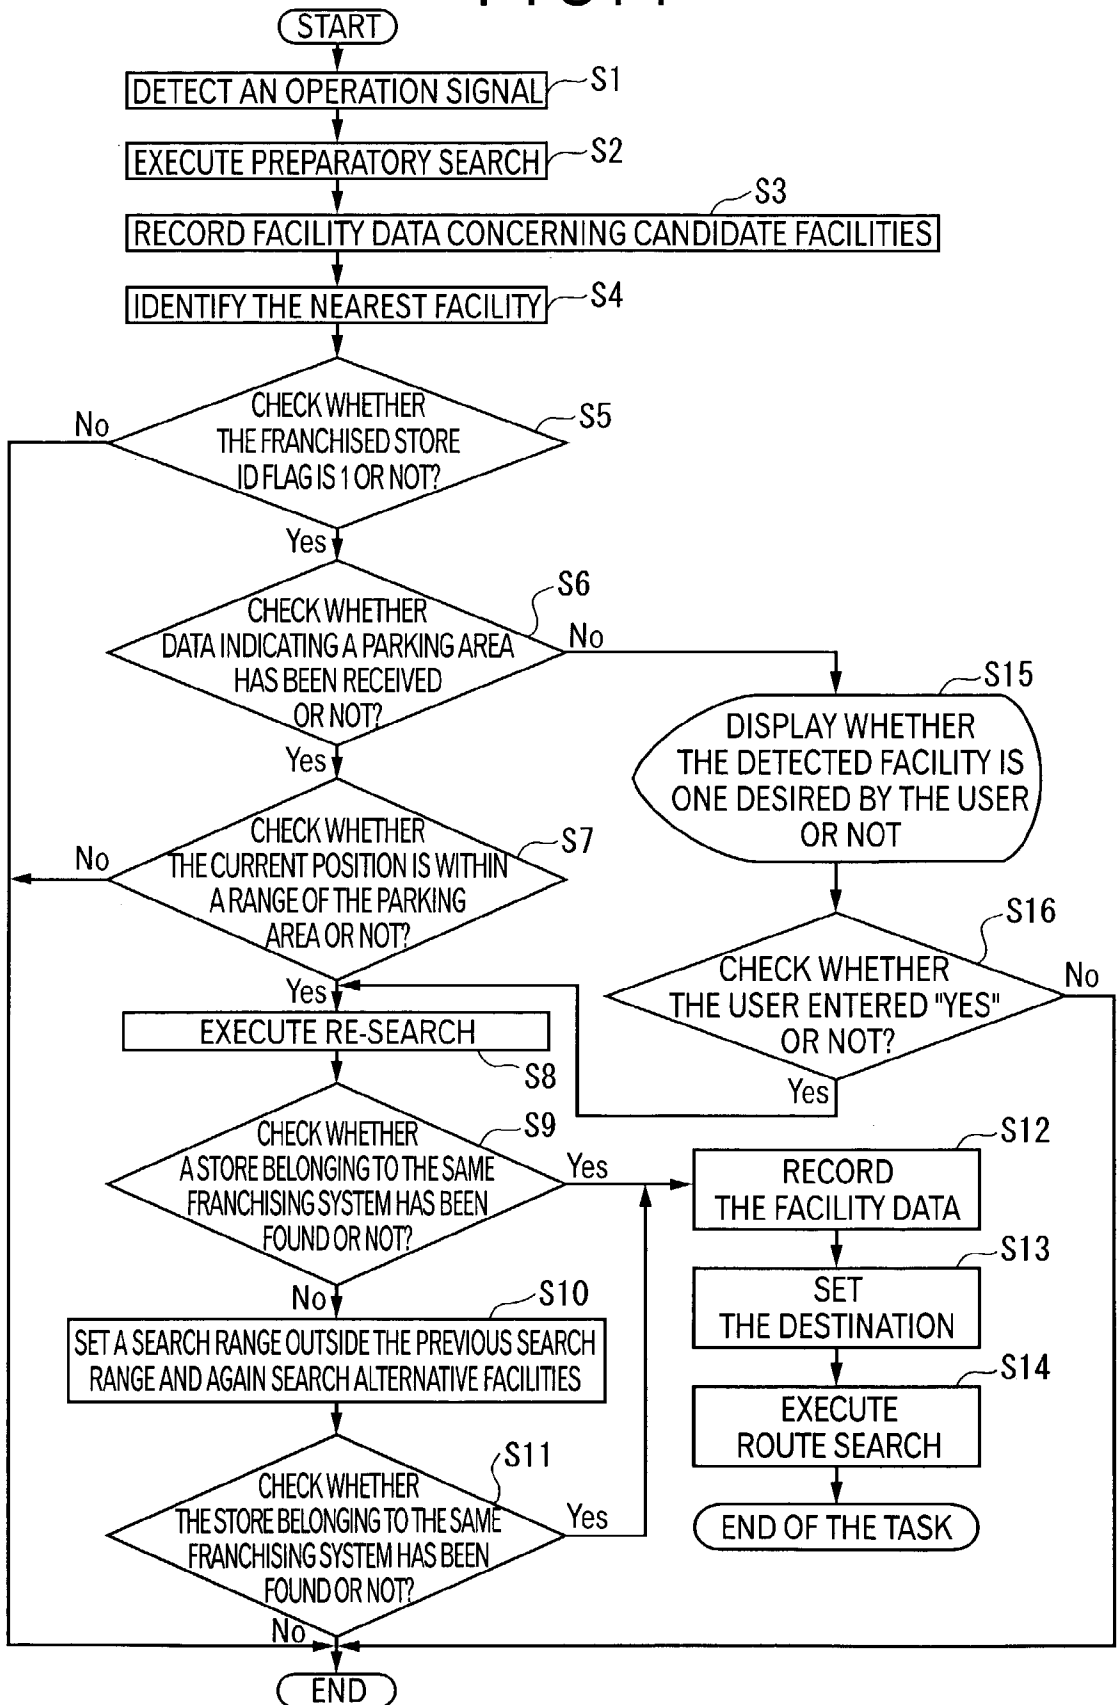 START
DETECT AN OPERATION SIGNAL
S1
EXECUTE PREPARATORY SEARCH
S2
S3
RECORD FACILITY DATA CONCERNING CANDIDATE FACILITIES
IDENTIFY THE NEAREST FACILITY
S4
CHECK WHETHER
THE FRANCHISED STORE
ID FLAG IS 1 OR NOT?
S5
No
Yes
CHECK WHETHER
DATA INDICATING A PARKING AREA
HAS BEEN RECEIVED
OR NOT?
S6
No
Yes
S15
DISPLAY WHETHER
THE DETECTED FACILITY IS
ONE DESIRED BY THE USER
OR NOT
CHECK WHETHER
THE CURRENT POSITION IS WITHIN
A RANGE OF THE PARKING
AREA OR NOT?
S7
No
Yes
S16
CHECK WHETHER
THE USER ENTERED "YES"
OR NOT?
No
Yes
EXECUTE RE-SEARCH
S8
CHECK WHETHER
A STORE BELONGING TO THE SAME
FRANCHISING SYSTEM HAS BEEN
FOUND OR NOT?
S9
Yes
No
S12
RECORD
THE FACILITY DATA
S13
SET
THE DESTINATION
S14
EXECUTE
ROUTE SEARCH
END OF THE TASK
S10
SET A SEARCH RANGE OUTSIDE THE PREVIOUS SEARCH
RANGE AND AGAIN SEARCH ALTERNATIVE FACILITIES
S11
CHECK WHETHER
THE STORE BELONGING TO THE SAME
FRANCHISING SYSTEM HAS BEEN
FOUND OR NOT?
Yes
No
END